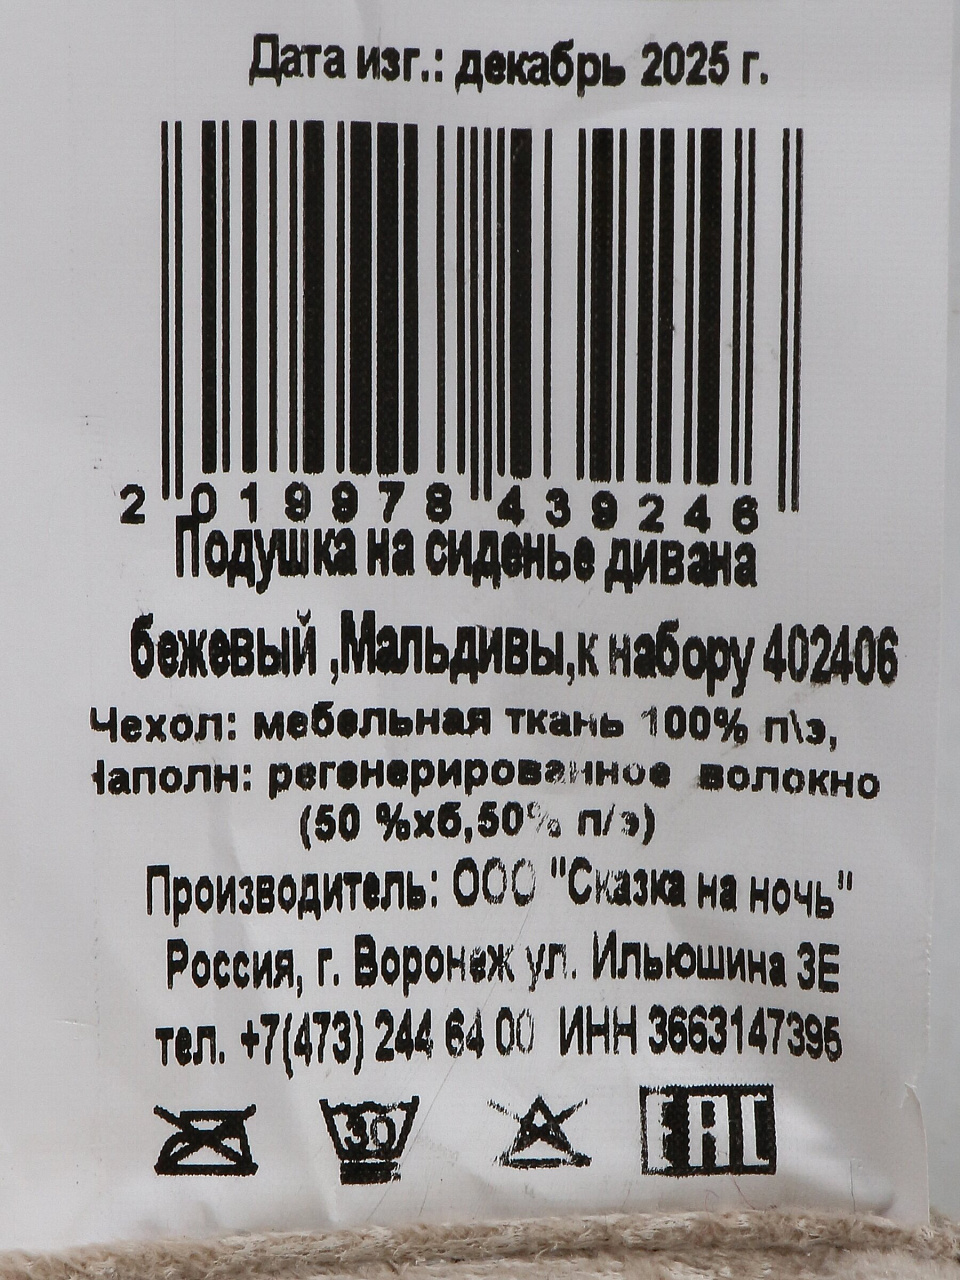 Дата изг.: декабрь 2025 г.
2 019978 439246
Подушка на сиденье дивана
бежевый ,Мальдивы,к набору 402406
Чехол: мебельная ткань 100% п\э,
Наполн: регенерированное волокно
(50 %хб,50% п/э)
Производитель: ООО "Сказка на ночь"
Россия, г. Воронеж ул. Ильюшина 3Е
тел. +7(473) 244 64 00 ИНН 3663147395
30 EAC